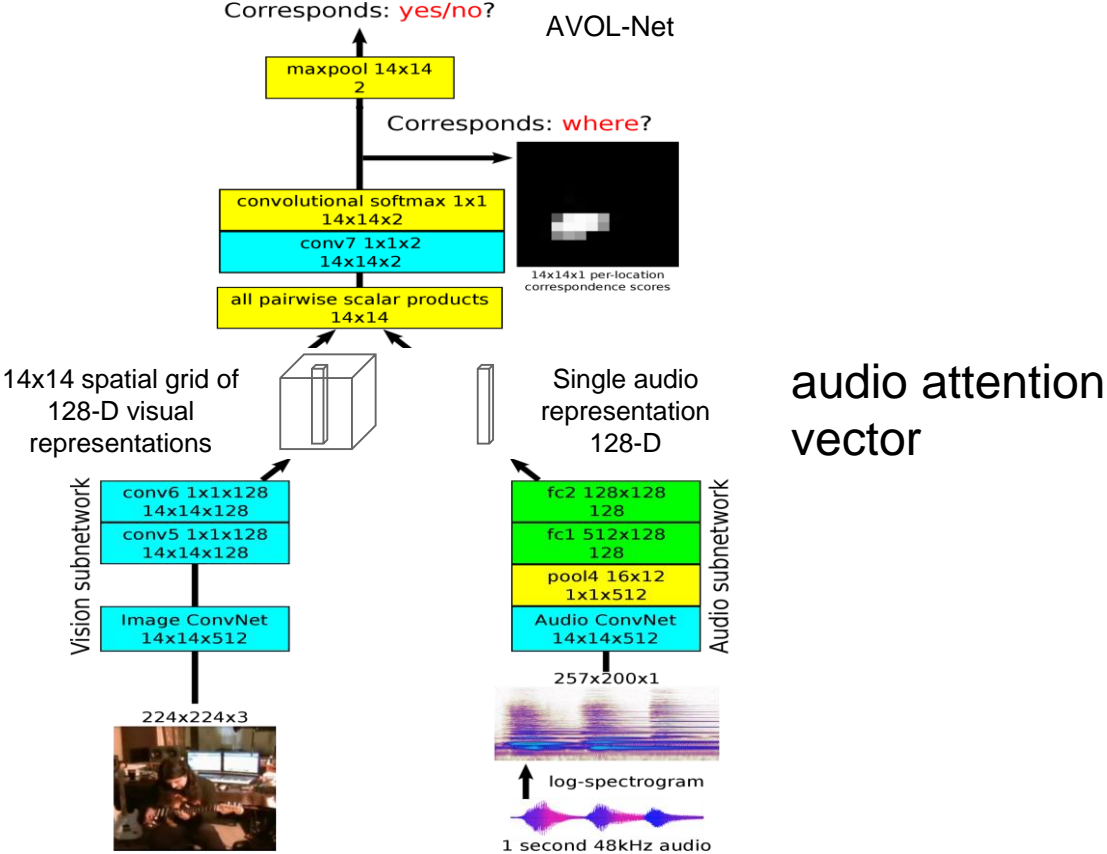 Corresponds: yes/no?
AVOL-Net
maxpool 14x14
2
Corresponds: where?
convolutional softmax 1x1
14x14x2
conv7 1x1x2
14x14x2
14x14x1 per-location
correspondence scores
all pairwise scalar products
14x14
14x14 spatial grid of
128-D visual
representations
Single audio
representation
128-D
audio attention
vector
Vision subnetwork
conv6 1x1x128
14x14x128
conv5 1x1x128
14x14x128
Image ConvNet
14x14x512
224x224x3
fc2 128x128
128
fc1 512x128
128
pool4 16x12
1x1x512
Audio ConvNet
14x14x512
Audio subnetwork
257x200x1
log-spectrogram
1 second 48kHz audio